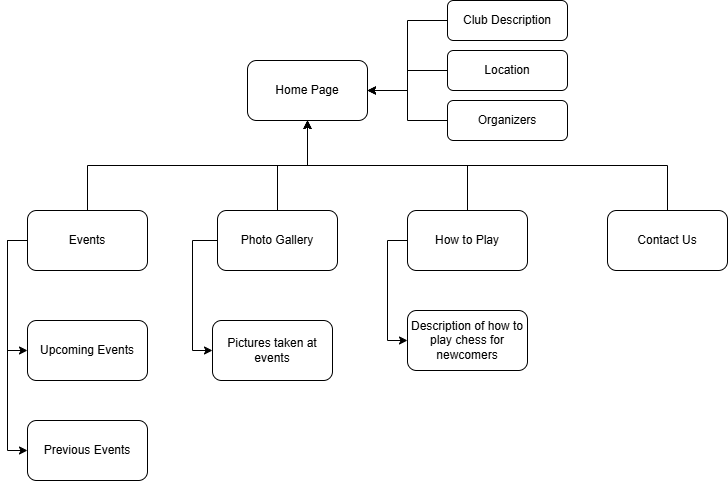 Club Description
Home Page
Location
Organizers
Events
Photo Gallery
How to Play
Contact Us
Upcoming Events
Pictures taken at
events
Description of how to
play chess for
newcomers
Previous Events